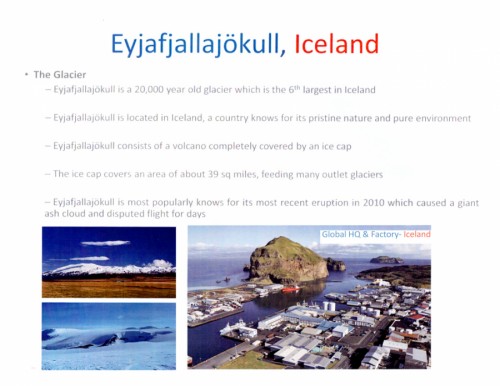 Eyjafjallajökull, Iceland
• The Glacier
– Eyjafjallajökull is a 20,000 year old glacier which is the 6th largest in Iceland
– Eyjafjallajökull is located in Iceland, a country knows for its pristine nature and pure environment
– Eyjafjallajökull consists of a volcano completely covered by an ice cap
– The ice cap covers an area of about 39 sq miles, feeding many outlet glaciers
– Eyjafjallajökull is most popularly knows for its most recent eruption in 2010 which caused a giant
ash cloud and disputed flight for days
Global HQ & Factory- Iceland